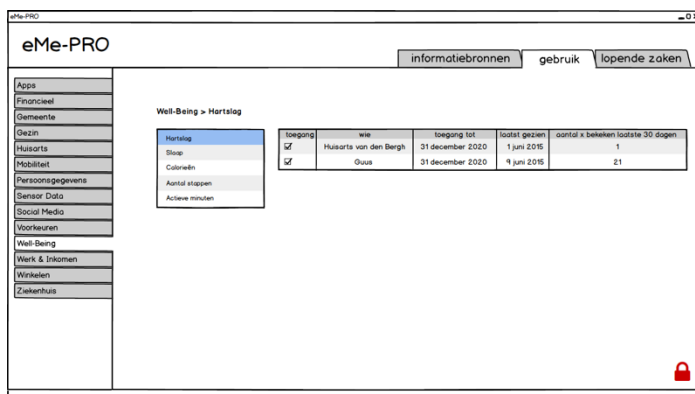 eMe-PRO
eMe-PRO
informatiebronnen gebruik lopende zaken
Apps
Financieel
Gemeente
Gezin
Huisarts
Mobiliteit
Persoonsgegevens
Sensor Data
Social Media
Voorkeuren
Well-Being
Werk & Inkomen
Winkelen
Ziekenhuis
Well-Being > Hartslag
Hartslag
Slaap
Calorieën
Aantal stappen
Actieve minuten
toegang wie toegang tot laatst gezien aantal x bekeken laatste 30 dagen
Huisarts van den Bergh 31 december 2020 1 juni 2015 1
Guus 31 december 2020 9 juni 2015 21